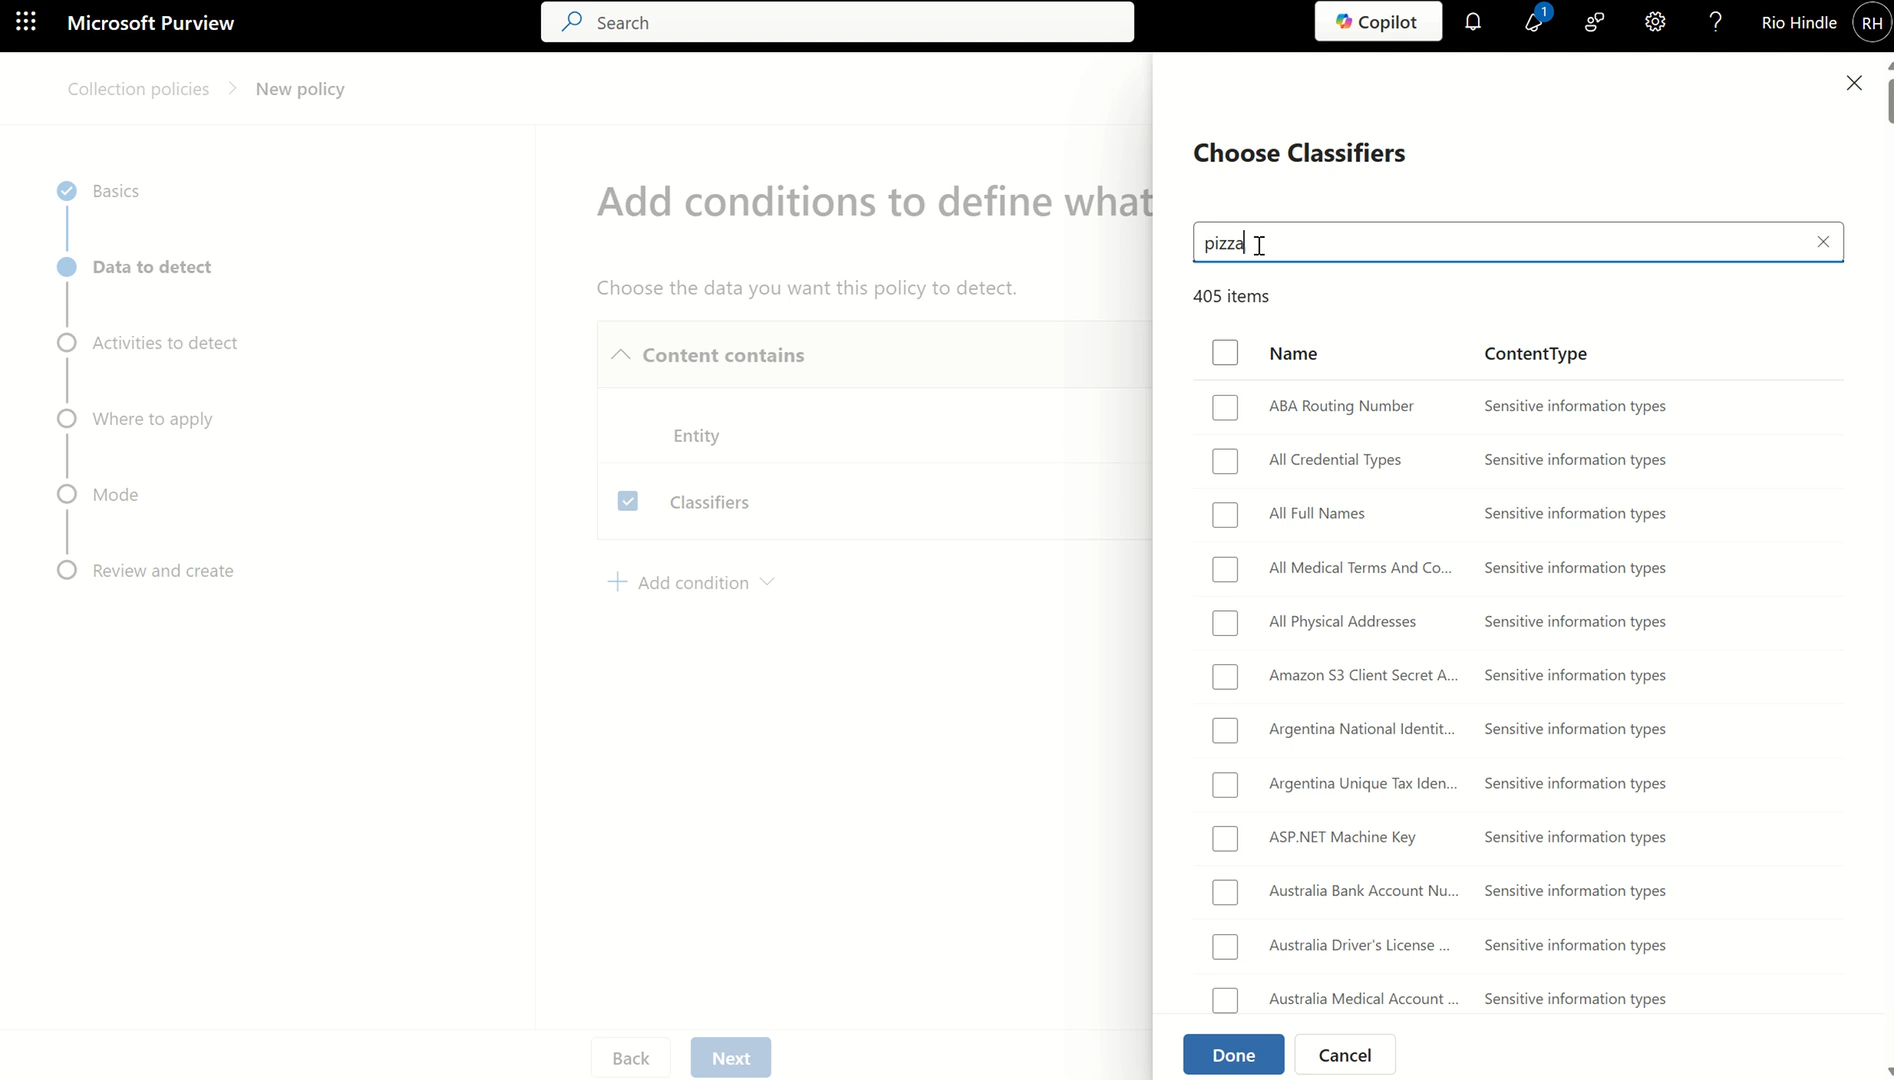 Microsoft Purview
Search
Copilot
1
Rio Hindle
RH
Collection policies > New policy
Basics
Data to detect
Activities to detect
Where to apply
Mode
Review and create
Add conditions to define what
Choose the data you want this policy to detect.
Content contains
Entity
Classifiers
Add condition
Back
Next
Choose Classifiers
pizza
405 items
Name ContentType
ABA Routing Number Sensitive information types
All Credential Types Sensitive information types
All Full Names Sensitive information types
All Medical Terms And Co... Sensitive information types
All Physical Addresses Sensitive information types
Amazon S3 Client Secret A... Sensitive information types
Argentina National Identit... Sensitive information types
Argentina Unique Tax Iden... Sensitive information types
ASP.NET Machine Key Sensitive information types
Australia Bank Account Nu... Sensitive information types
Australia Driver's License ... Sensitive information types
Australia Medical Account ... Sensitive information types
Done
Cancel